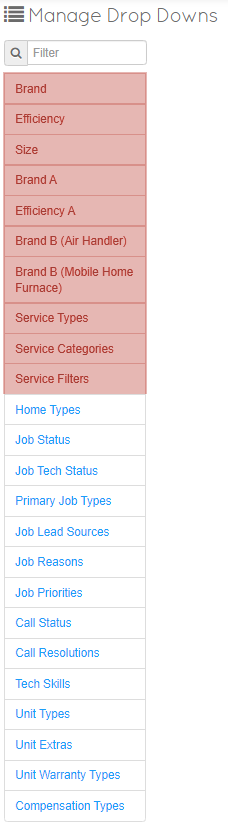 Manage Drop Downs
Filter
Brand
Efficiency
Size
Brand A
Efficiency A
Brand B (Air Handler)
Brand B (Mobile Home
Furnace)
Service Types
Service Categories
Service Filters
Home Types
Job Status
Job Tech Status
Primary Job Types
Job Lead Sources
Job Reasons
Job Priorities
Call Status
Call Resolutions
Tech Skills
Unit Types
Unit Extras
Unit Warranty Types
Compensation Types